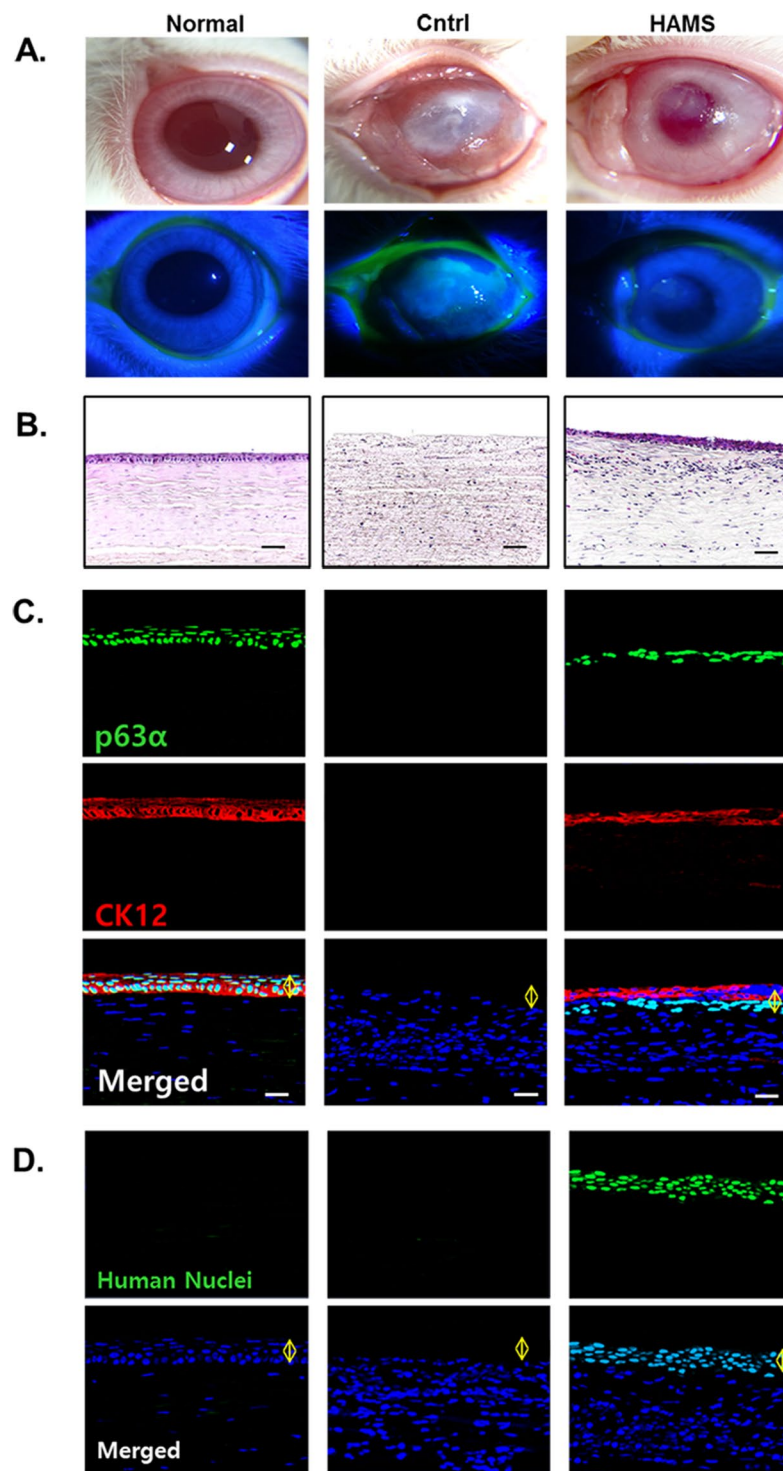 Normal Cntrl HAMS
A.
B.
C.
p63α
CK12
Merged
D.
Human Nuclei
Merged